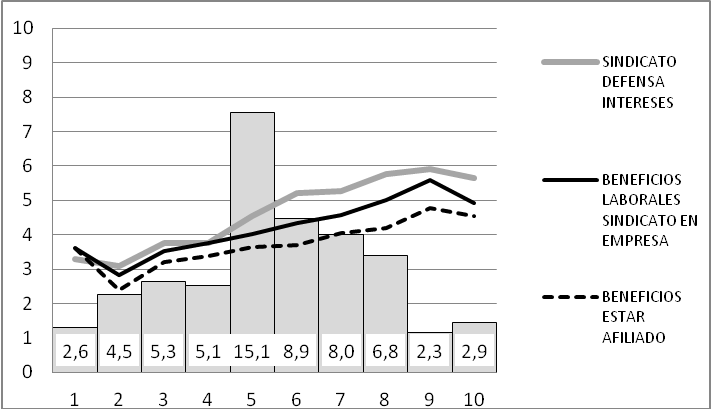 10
9
8
7
6
5
4
3
2
1
0
2,6 4,5 5,3 5,1 15,1 8,9 8,0 6,8 2,3 2,9
1 2 3 4 5 6 7 8 9 10
SINDICATO
DEFENSA
INTERESES
BENEFICIOS
LABORALES
SINDICATO EN
EMPRESA
BENEFICIOS
ESTAR
AFILIADO